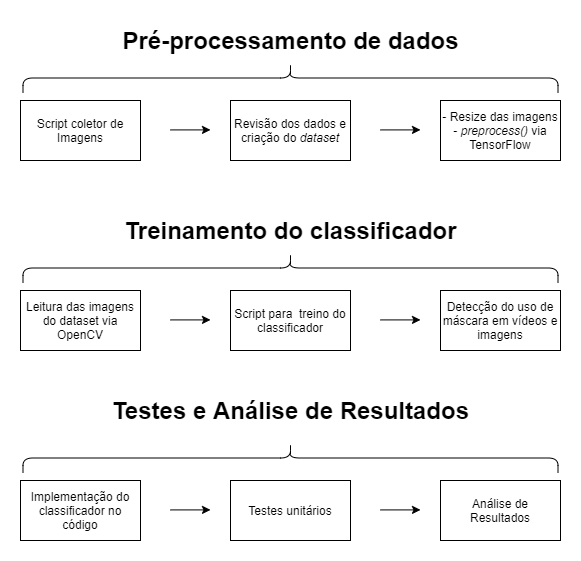 Pré-processamento de dados
Script coletor de
Imagens
Revisão dos dados e
criação do dataset
- Resize das imagens
- preprocess() via
TensorFlow
Treinamento do classificador
Leitura das imagens
do dataset via
OpenCV
Script para treino do
classificador
Detecção do uso de
máscara em vídeos e
imagens
Testes e Análise de Resultados
Implementação do
classificador no
código
Testes unitários
Análise de
Resultados